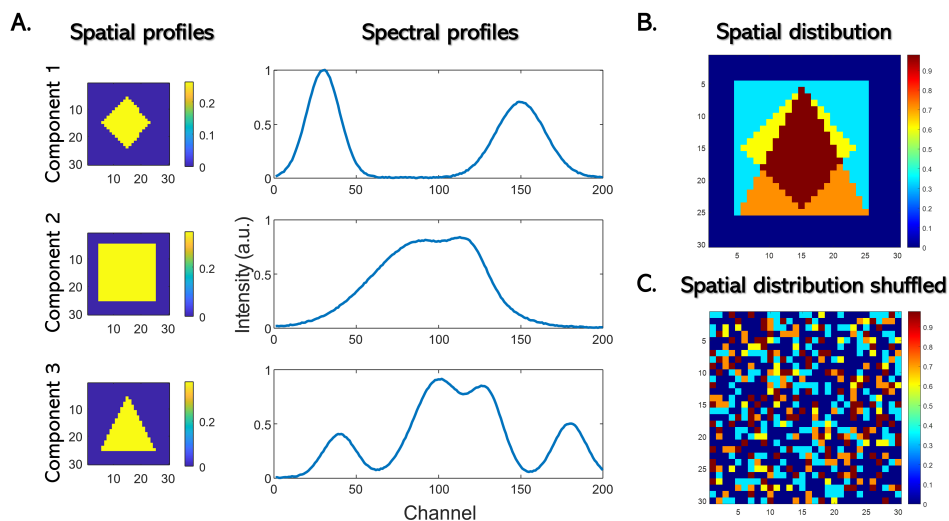 A.
Spatial profiles
Spectral profiles
Component 1
10
20
30
10 20 30
0.2
0.1
0
1
0.5
0
0 50 100 150 200
Component 2
10
20
30
10 20 30
0.2
0
Intensity (a.u.)
1
0.5
0
0 50 100 150 200
Component 3
10
20
30
10 20 30
0.2
0
1
0.5
0
0 50 100 150 200
Channel
B.
Spatial distibution
5
10
15
20
25
30
5 10 15 20 25 30
0.9
0.8
0.7
0.6
0.5
0.4
0.3
0.2
0.1
0
C.
Spatial distribution shuffled
5
10
15
20
25
30
5 10 15 20 25 30
0.9
0.8
0.7
0.6
0.5
0.4
0.3
0.2
0.1
0